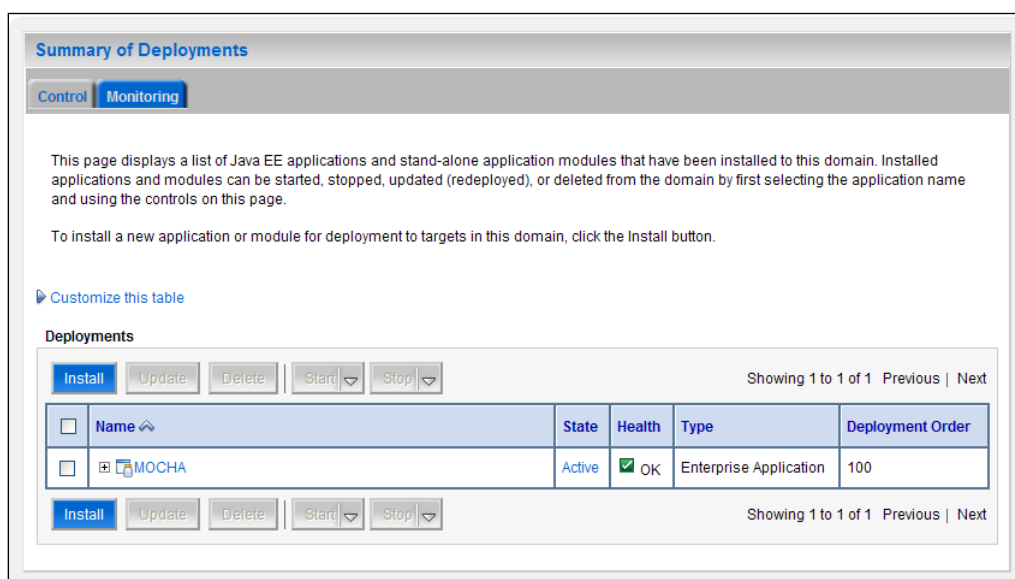 Summary of Deployments
Control Monitoring
This page displays a list of Java EE applications and stand-alone application modules that have been installed to this domain. Installed
applications and modules can be started, stopped, updated (redeployed), or deleted from the domain by first selecting the application name
and using the controls on this page.
To install a new application or module for deployment to targets in this domain, click the Install button.
Customize this table
Deployments
Install Update Delete Start Stop Showing 1 to 1 of 1 Previous | Next
Name State Health Type Deployment Order
MOCHA Active OK Enterprise Application 100
Install Update Delete Start Stop Showing 1 to 1 of 1 Previous | Next